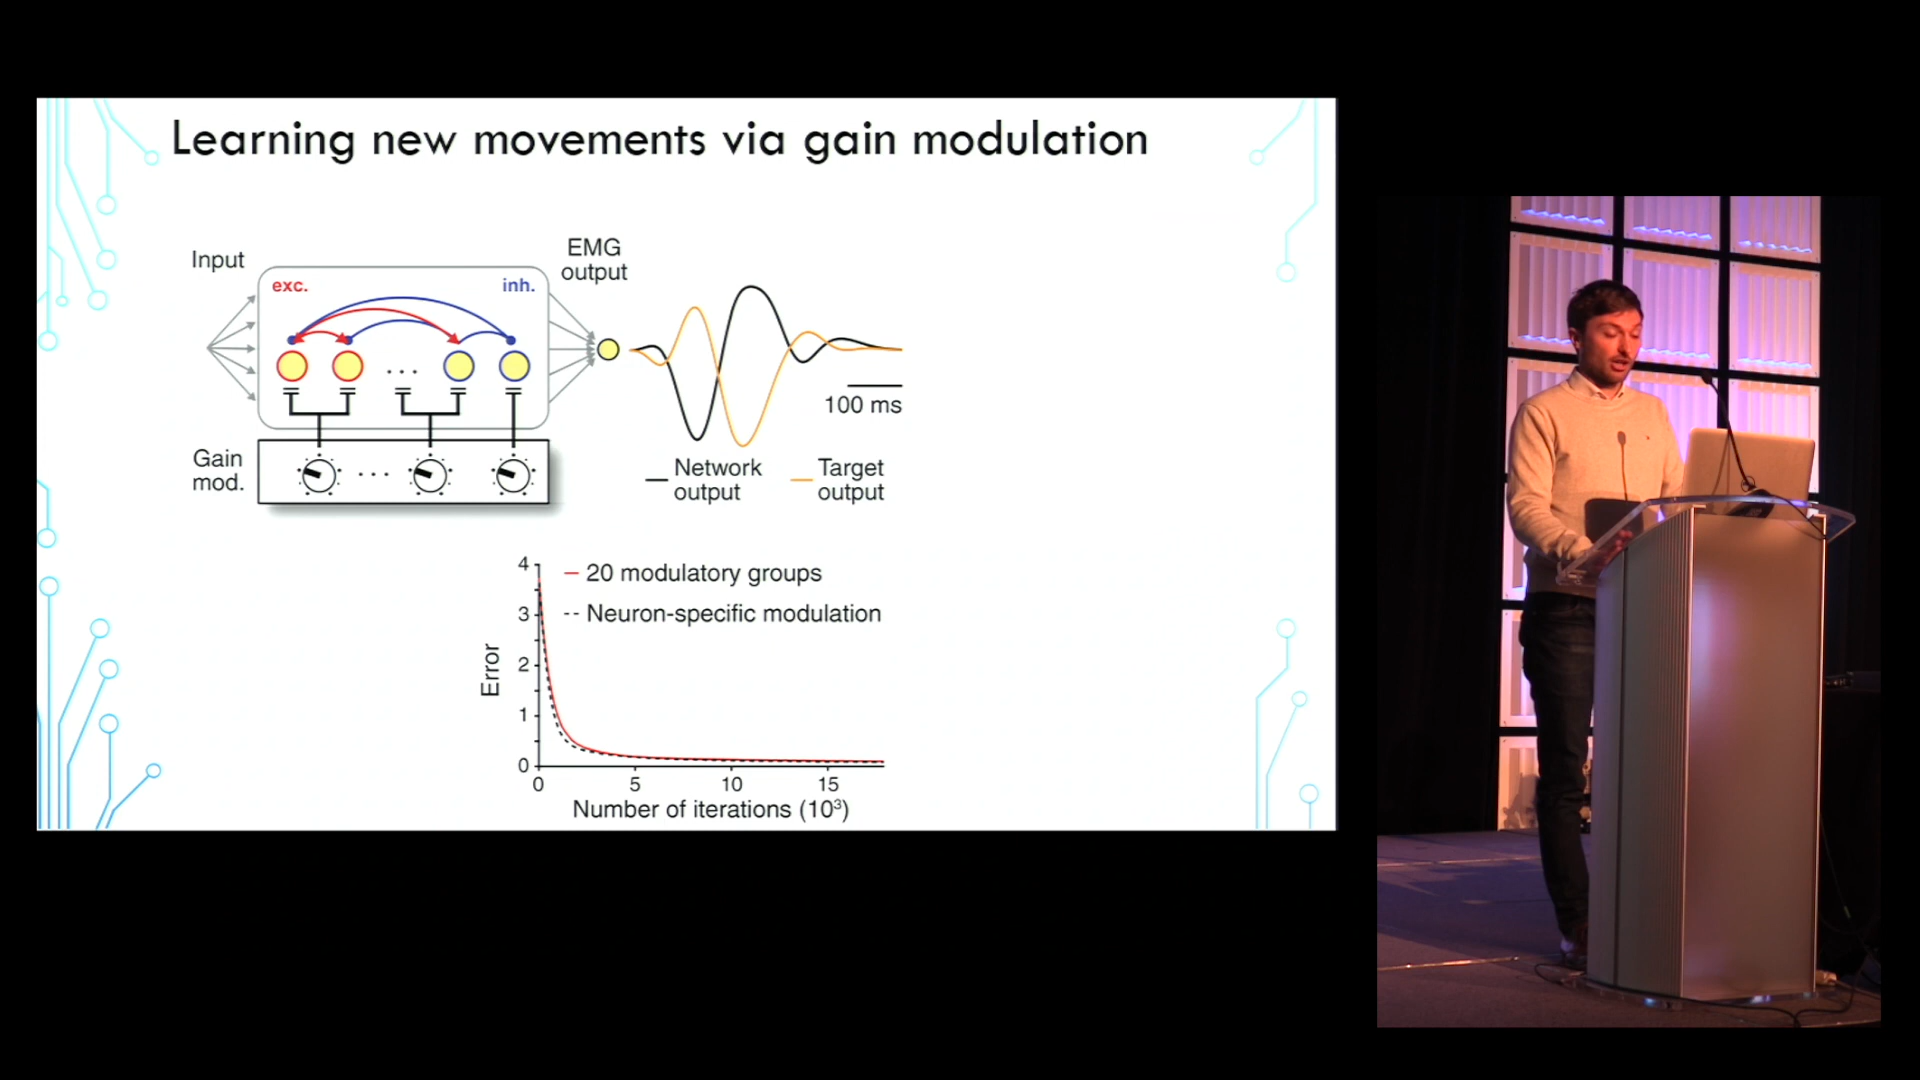 Learning new movements via gain modulation
Input
EMG
output
exc.
inh.
100 ms
Gain
mod.
Network
output
Target
output
20 modulatory groups
Neuron-specific modulation
Error
4
3
2
1
0
0
5
10
15
Number of iterations (10³)